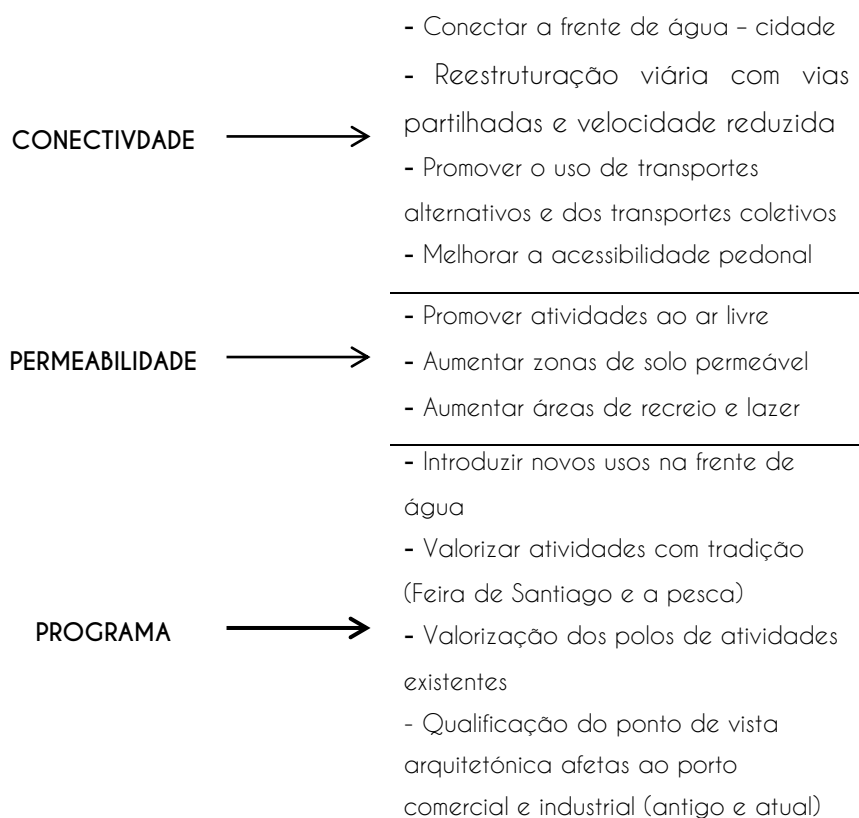 - Conectar a frente de água – cidade
- Reestruturação viária com vias
partilhadas e velocidade reduzida
CONECTIVDADE
- Promover o uso de transportes
alternativos e dos transportes coletivos
- Melhorar a acessibilidade pedonal
- Promover atividades ao ar livre
PERMEABILIDADE
- Aumentar zonas de solo permeável
- Aumentar áreas de recreio e lazer
- Introduzir novos usos na frente de
água
- Valorizar atividades com tradição
(Feira de Santiago e a pesca)
PROGRAMA
- Valorização dos polos de atividades
existentes
- Qualificação do ponto de vista
arquitetónica afetas ao porto
comercial e industrial (antigo e atual)